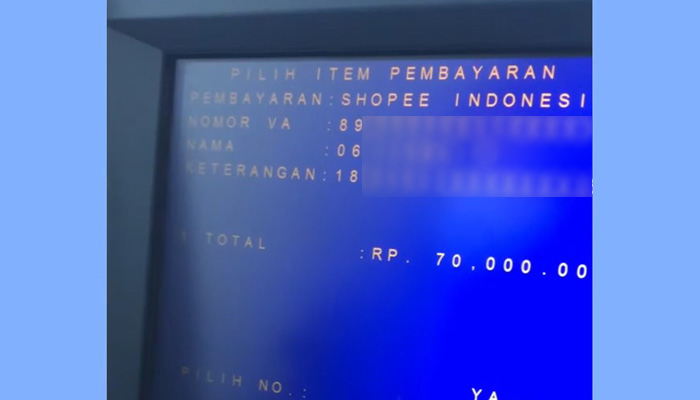 PILIH ITEM PEMBAYARAN
PEMBAYARAN:SHOPEE INDONESI
NOMOR VA :89
NAMA :06
KETERANGAN:18
TOTAL :RP. 70,000.00
PILIH NO.:
YA